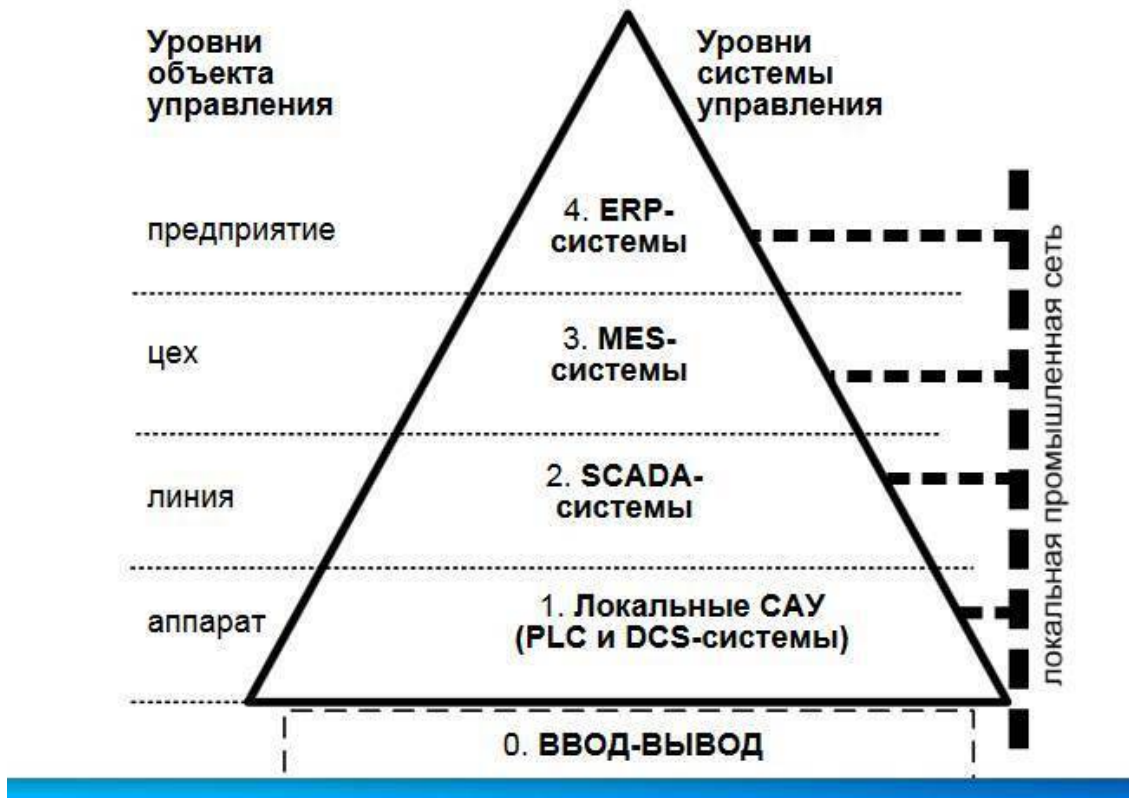 Уровни
объекта
управления
Уровни
системы
управления
предприятие
4. ERP-
системы
цех
3. MES-
системы
линия
2. SCADA-
системы
аппарат
1. Локальные САУ
(PLC и DCS-системы)
0. ВВОД-ВЫВОД
локальная промышленная сеть